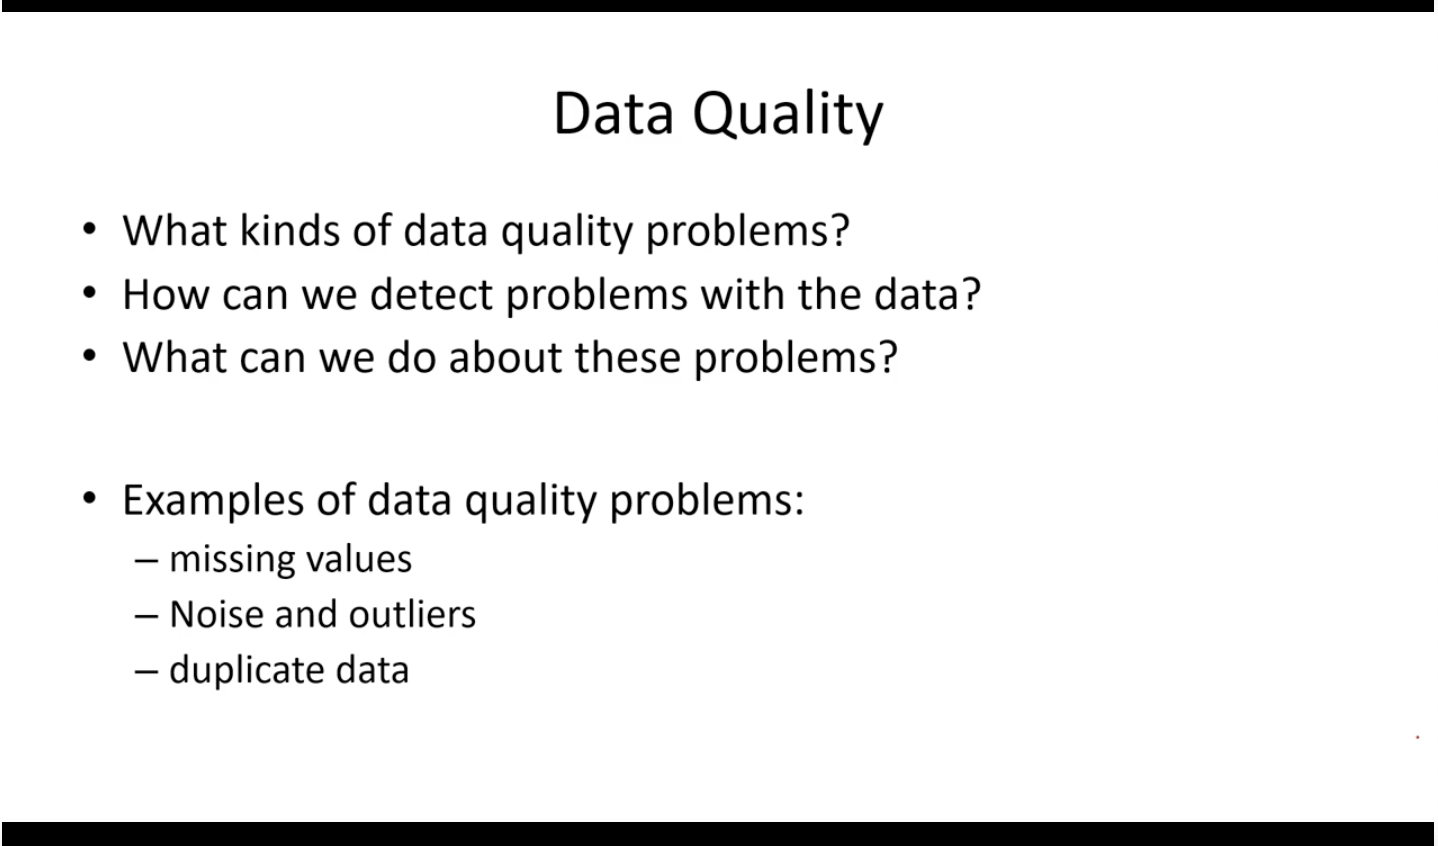 Data Quality
• What kinds of data quality problems?
• How can we detect problems with the data?
• What can we do about these problems?
• Examples of data quality problems:
– missing values
– Noise and outliers
– duplicate data